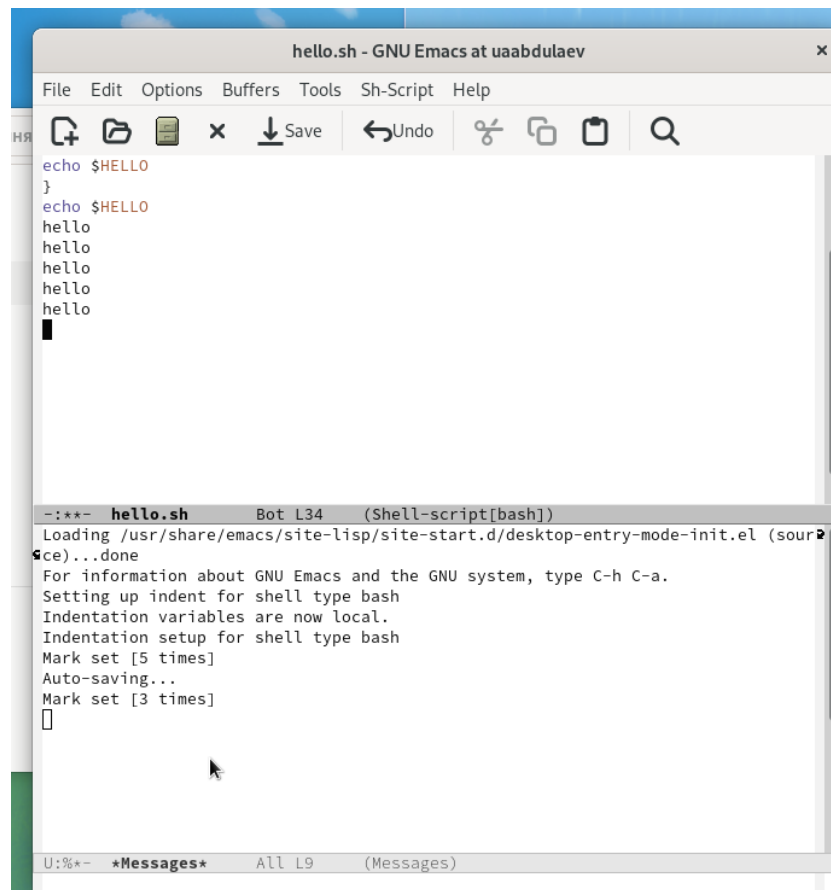 hello.sh - GNU Emacs at uaabdulaev
File Edit Options Buffers Tools Sh-Script Help
Save Undo
ня
echo $HELLO
}
echo $HELLO
hello
hello
hello
hello
hello
-:**- hello.sh Bot L34 (Shell-script[bash])
Loading /usr/share/emacs/site-lisp/site-start.d/desktop-entry-mode-init.el (sour
ce)...done
For information about GNU Emacs and the GNU system, type C-h C-a.
Setting up indent for shell type bash
Indentation variables are now local.
Indentation setup for shell type bash
Mark set [5 times]
Auto-saving...
Mark set [3 times]
U:%*- *Messages* All L9 (Messages)